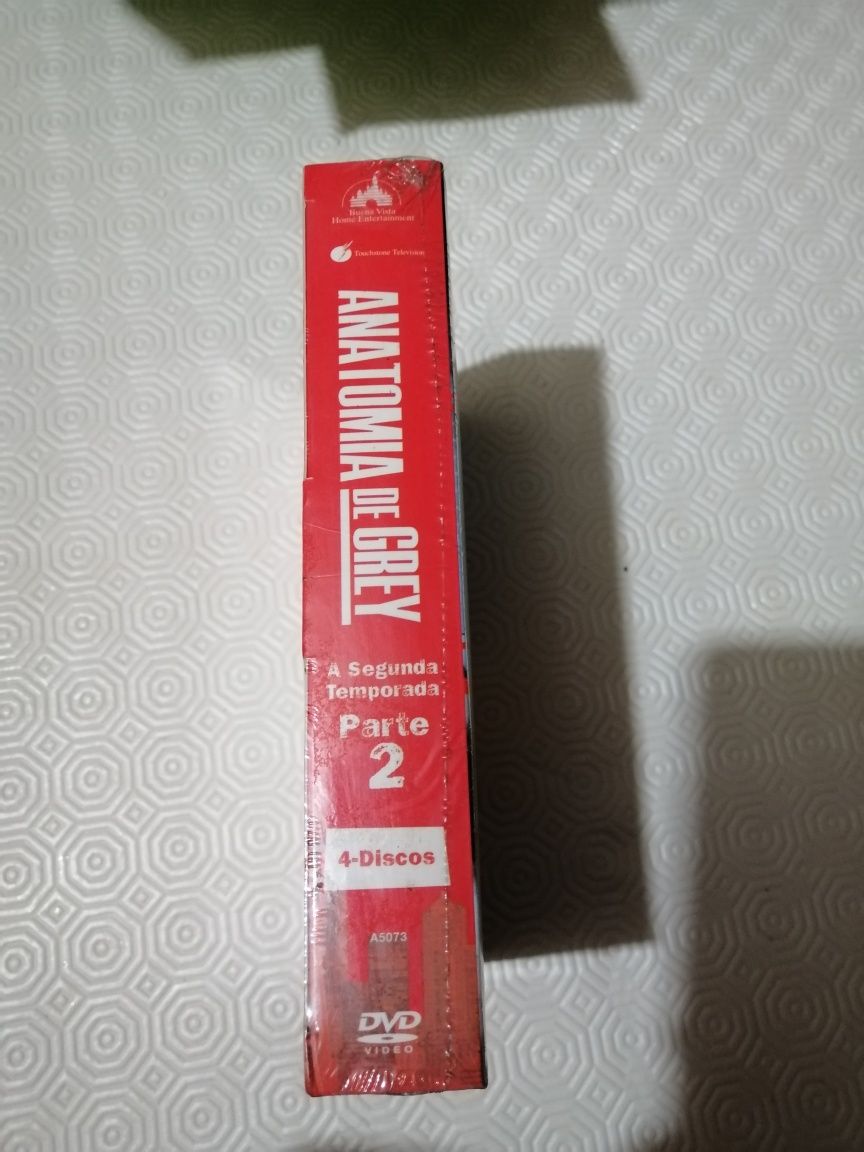 Buena Vista
Home Entertainment
Touchstone Television
ANATOMIA DE GREY
A Segunda
Temporada
Parte
2
4-Discos
A5073
DVD
VIDEO